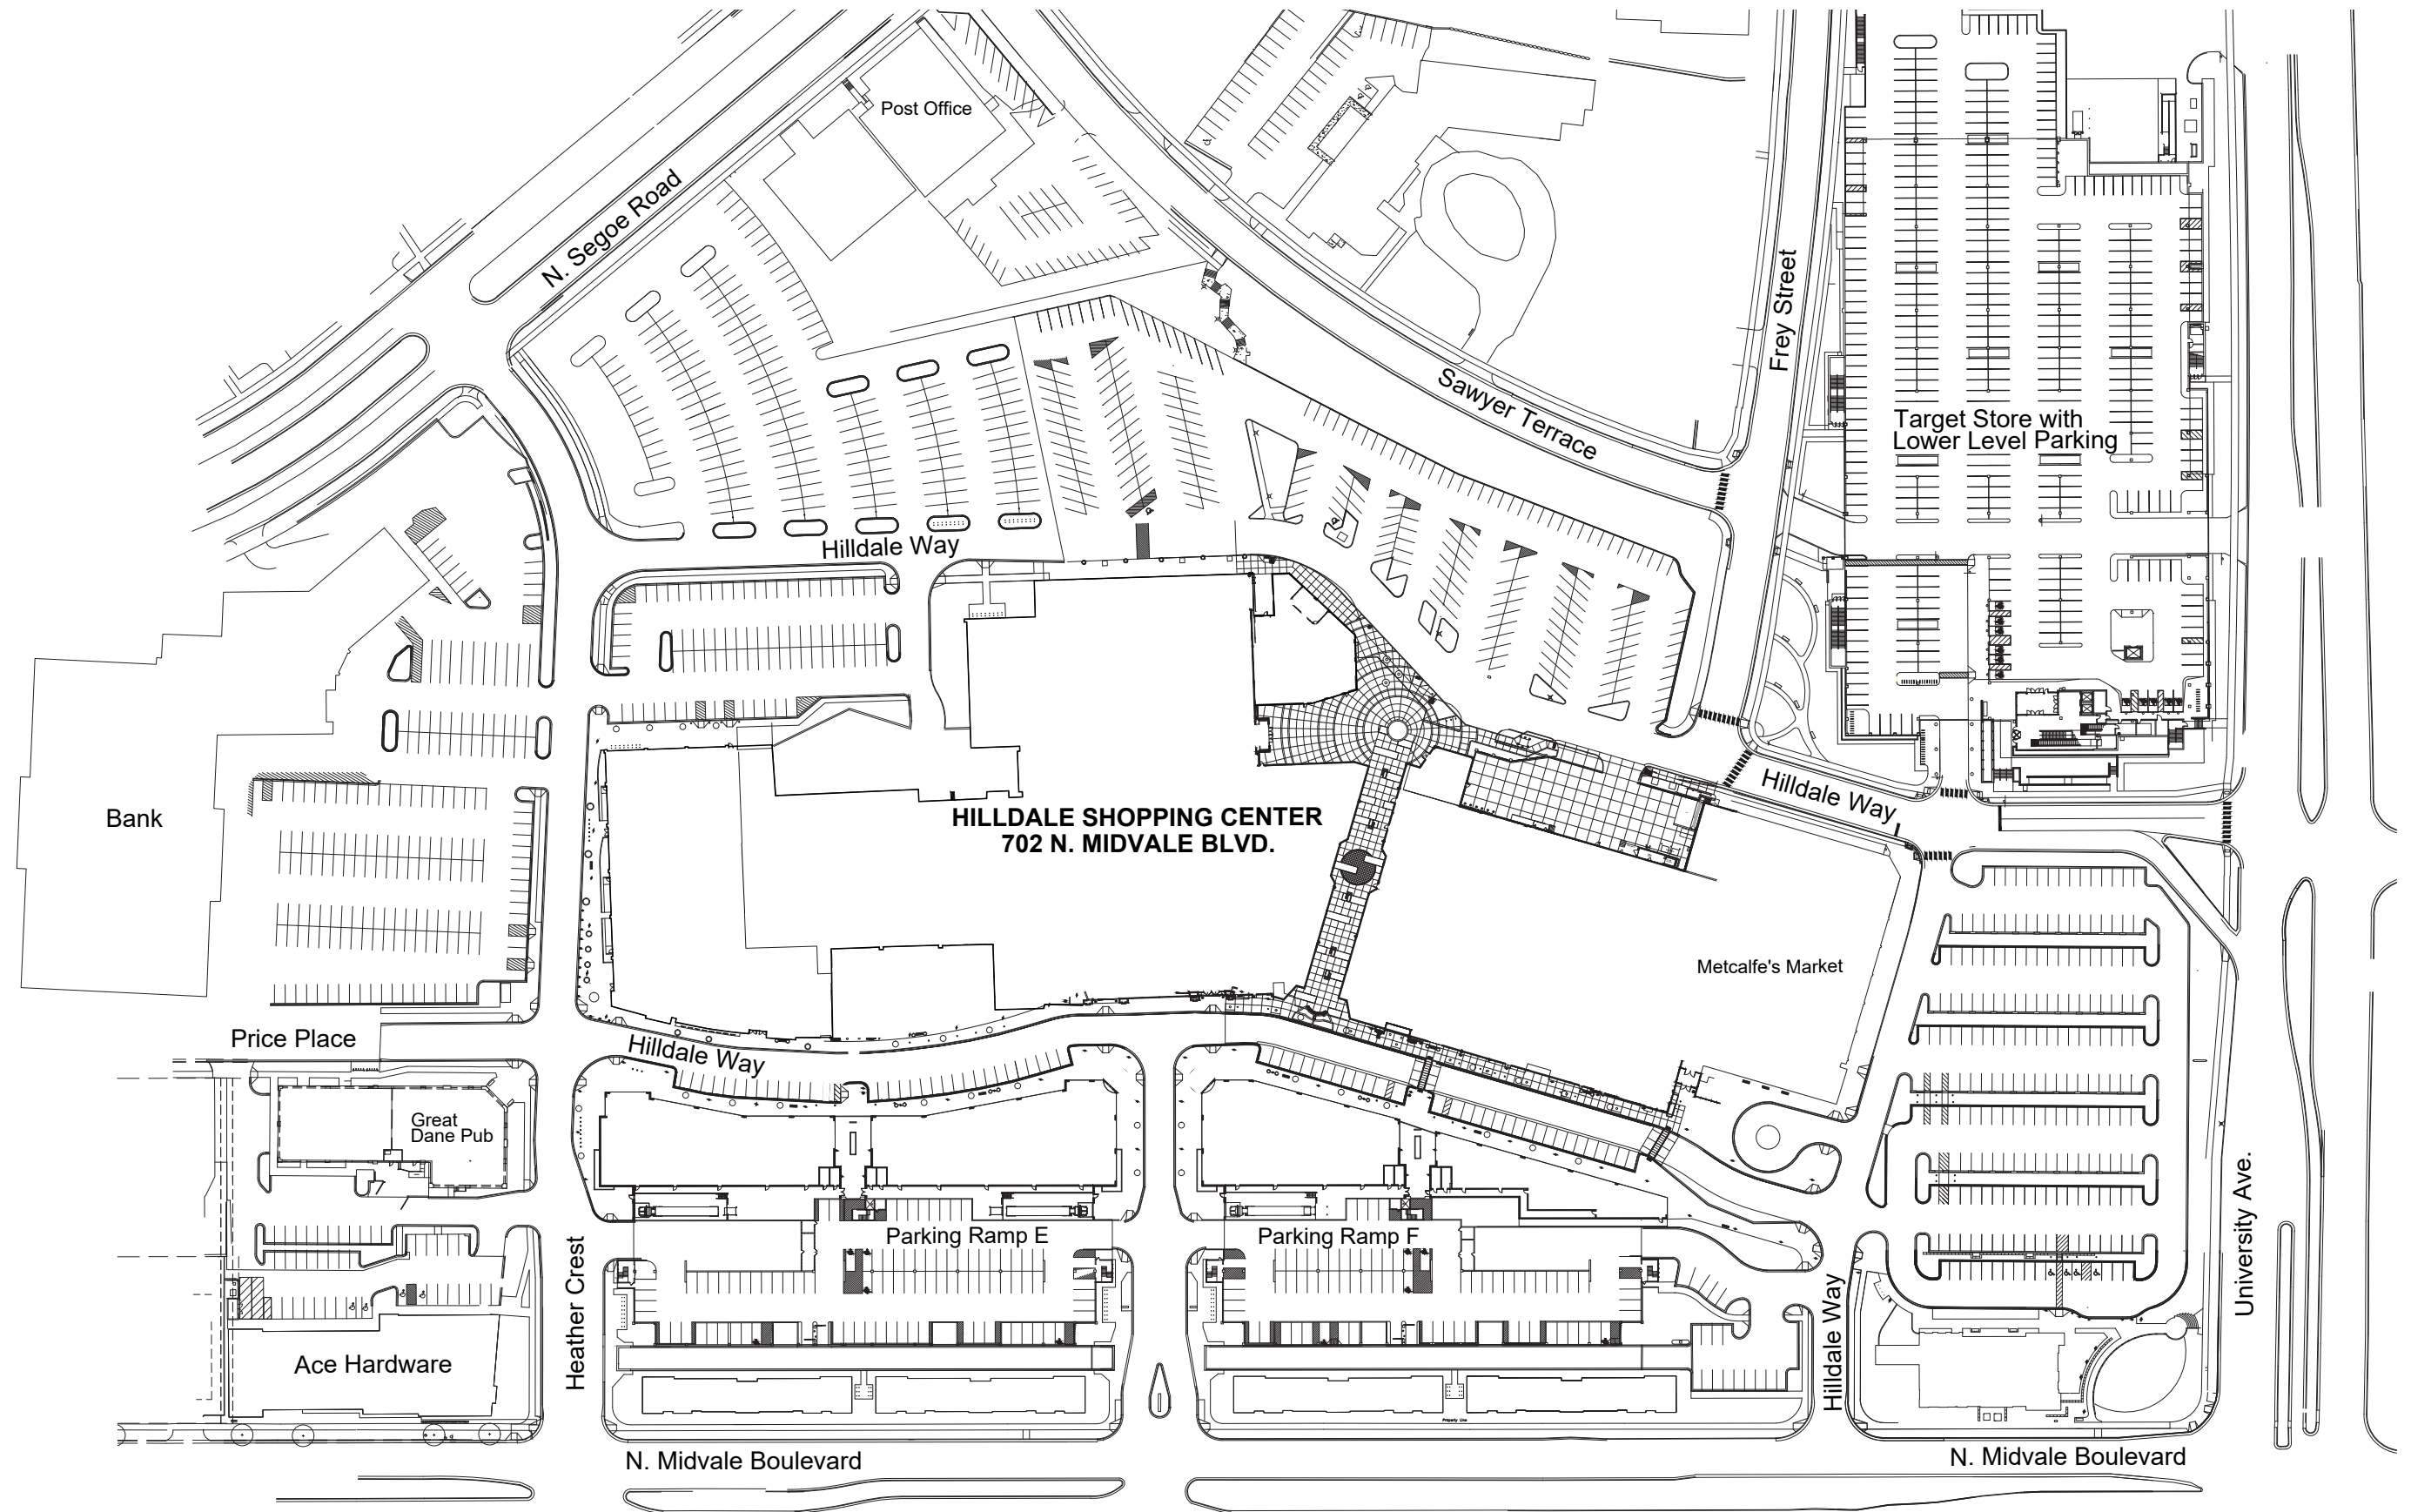 Post Office
N. Segoe Road
Frey Street
Sawyer Terrace
Target Store with
Lower Level Parking
Hilldale Way
Hilldale Way
Bank
HILLDALE SHOPPING CENTER
702 N. MIDVALE BLVD.
Metcalfe's Market
Price Place
Hilldale Way
Great
Dane Pub
Parking Ramp E
Parking Ramp F
Heather Crest
Hilldale Way
University Ave.
Ace Hardware
Property Line
N. Midvale Boulevard
N. Midvale Boulevard